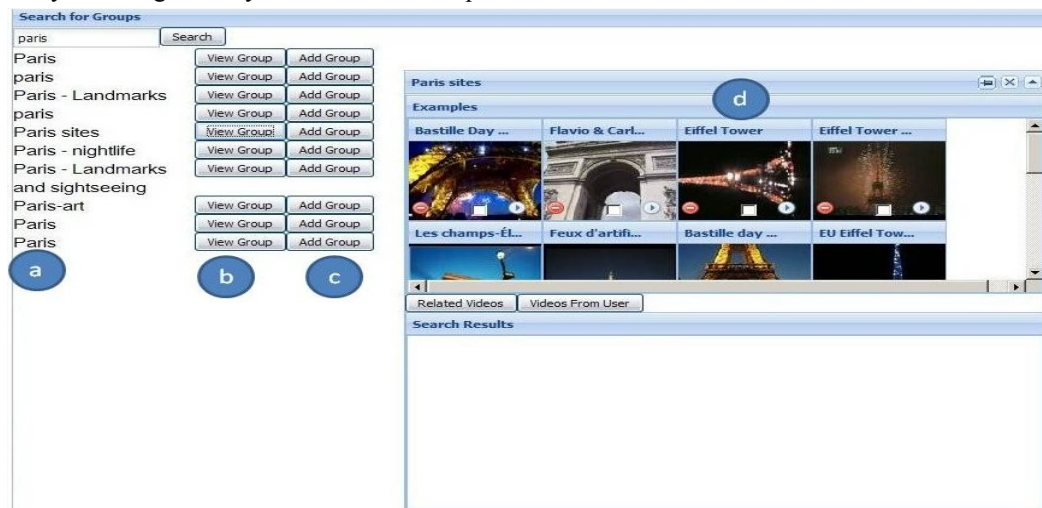 Search for Groups
paris Search
Paris View Group Add Group
paris View Group Add Group
Paris - Landmarks View Group Add Group
paris View Group Add Group
Paris sites View Group Add Group
Paris - nightlife View Group Add Group
Paris - Landmarks View Group Add Group
and sightseeing
Paris-art View Group Add Group
Paris View Group Add Group
Paris View Group Add Group
a b c
Paris sites
d
Examples
Bastille Day ... Flavio & Carl... Eiffel Tower Eiffel Tower ...
Les champs-Él... Feux d'artifi... Bastille day ... EU Eiffel Tow...
Related Videos Videos From User
Search Results